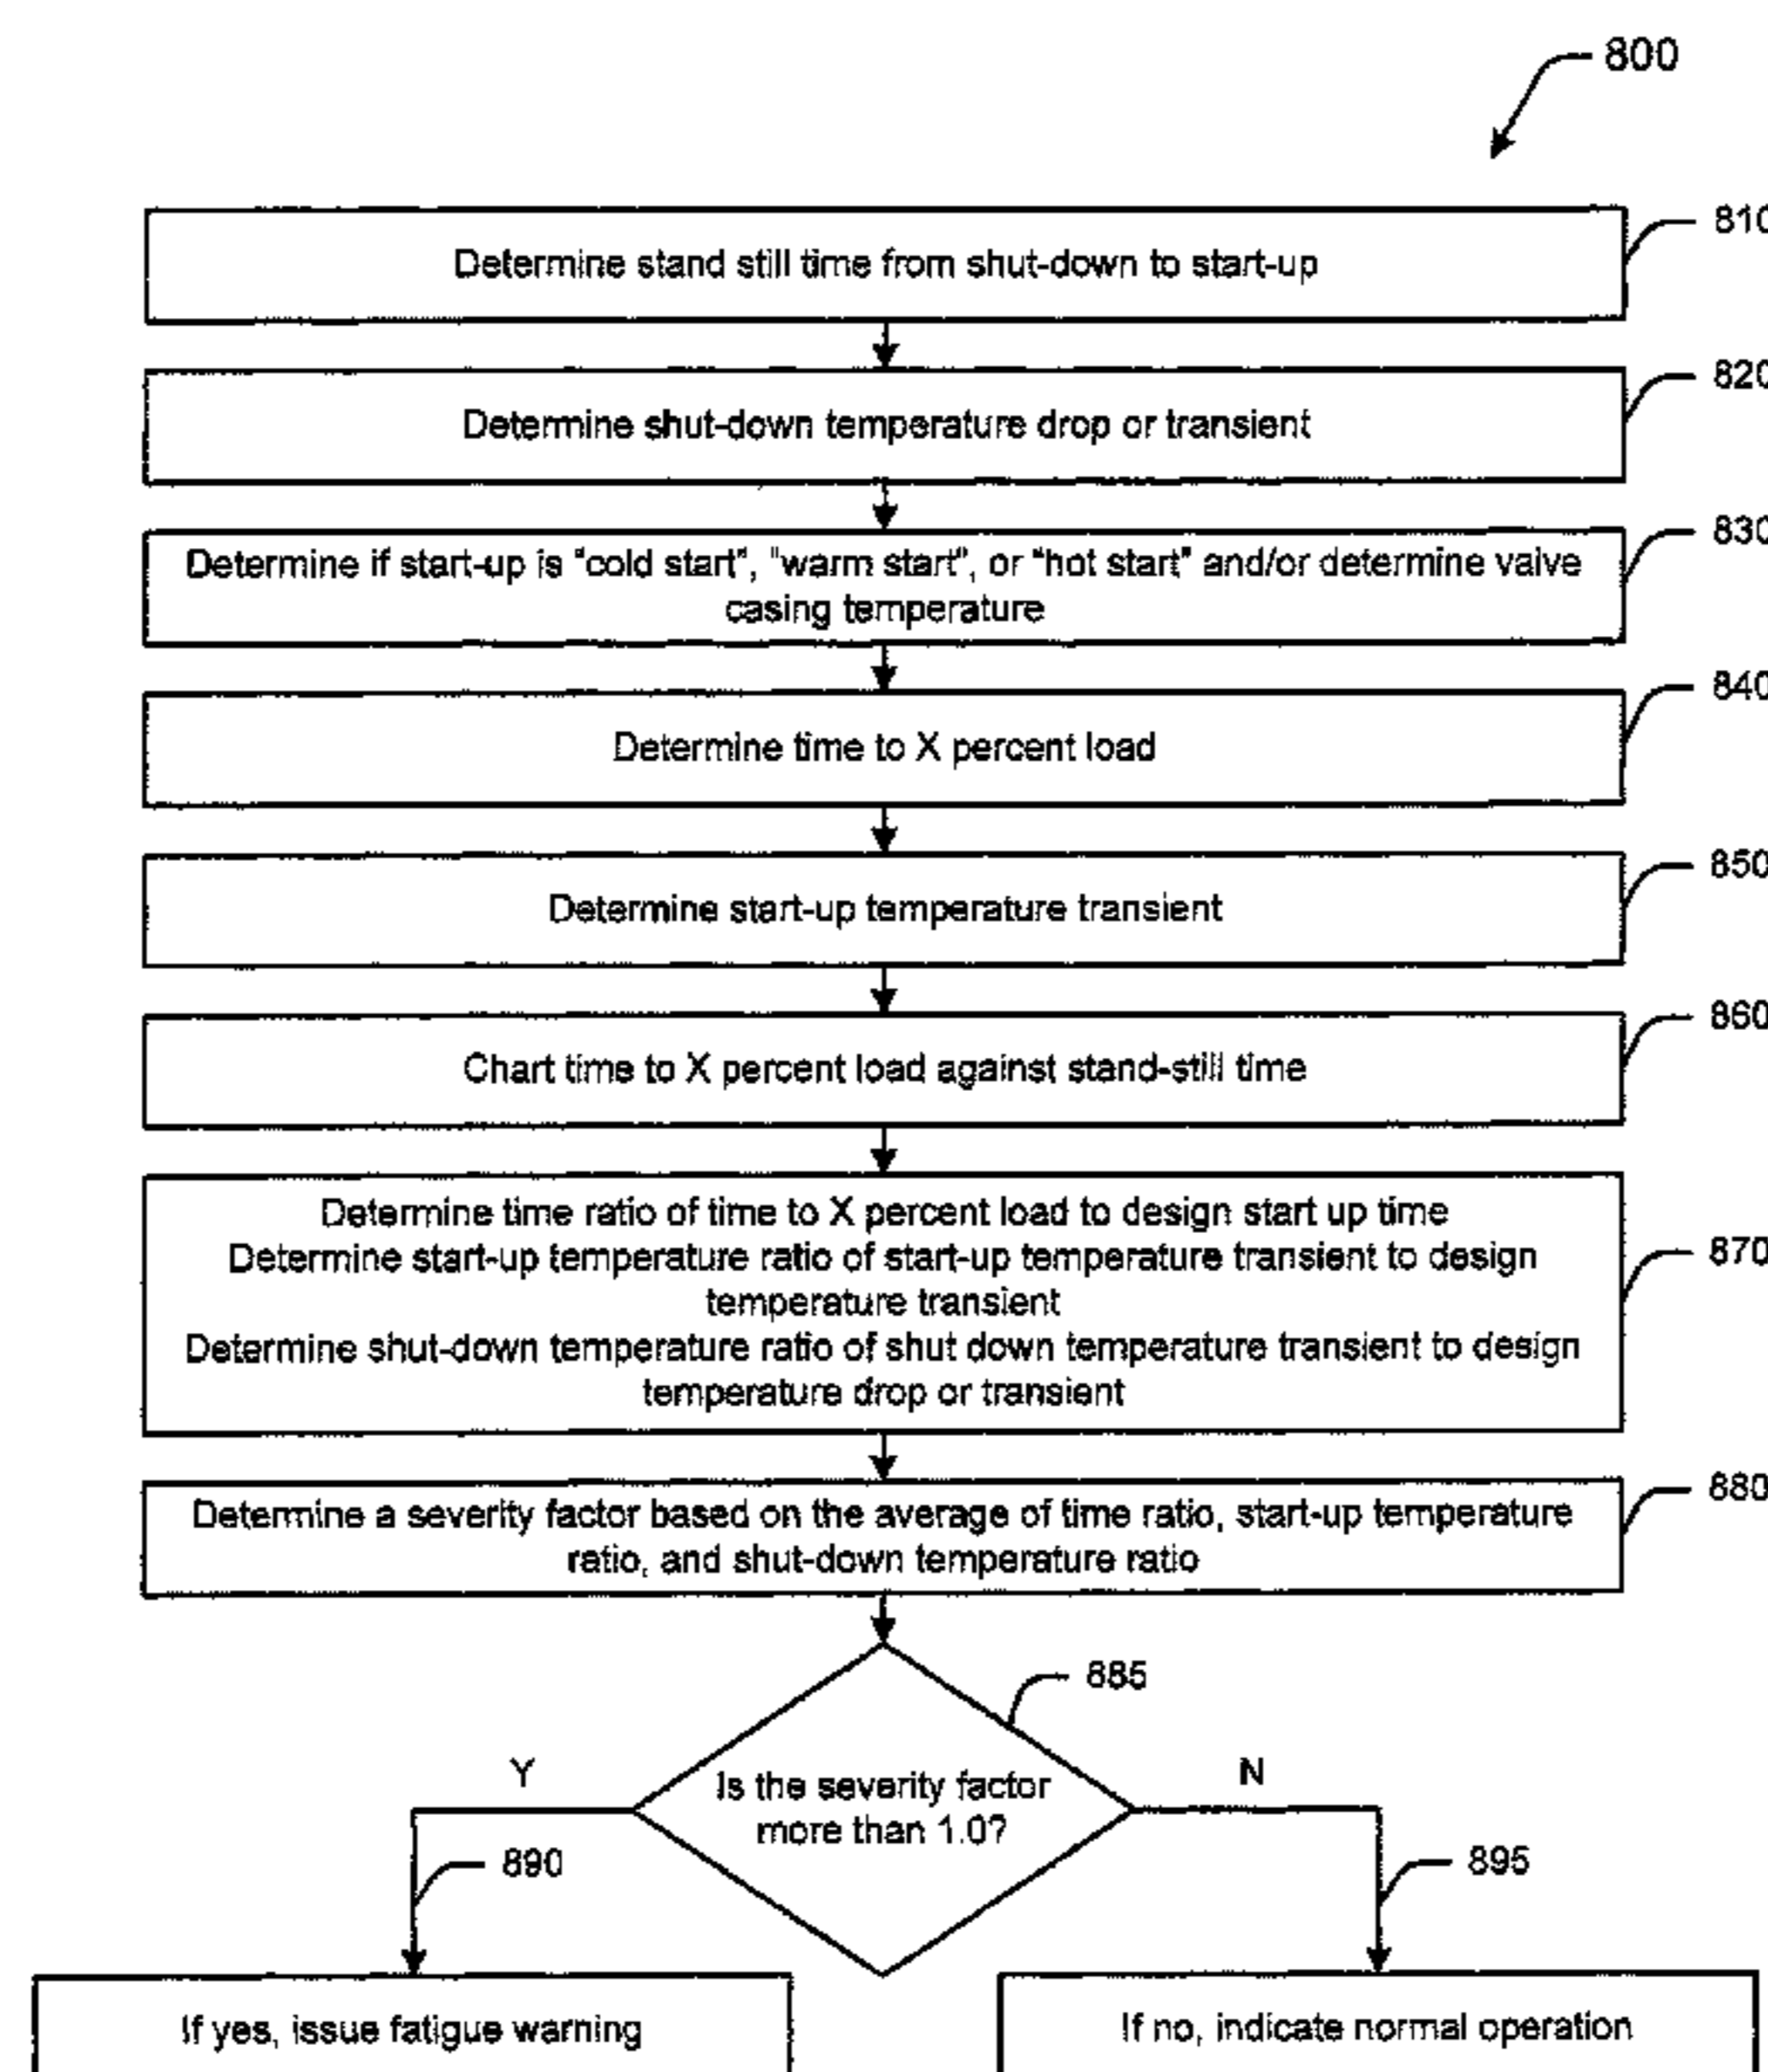 800
810
Determine stand still time from shut-down to start-up
820
Determine shut-down temperature drop or transient
830
Determine if start-up is "cold start", "warm start", or "hot start" and/or determine valve
casing temperature
840
Determine time to X percent load
850
Determine start-up temperature transient
860
Chart time to X percent load against stand-still time
870
Determine time ratio of time to X percent load to design start up time
Determine start-up temperature ratio of start-up temperature transient to design
temperature transient
Determine shut-down temperature ratio of shut down temperature transient to design
temperature drop or transient
880
Determine a severity factor based on the average of time ratio, start-up temperature
ratio, and shut-down temperature ratio
885
Is the severity factor
more than 1.0?
Y
N
890
895
If yes, issue fatigue warning
If no, indicate normal operation